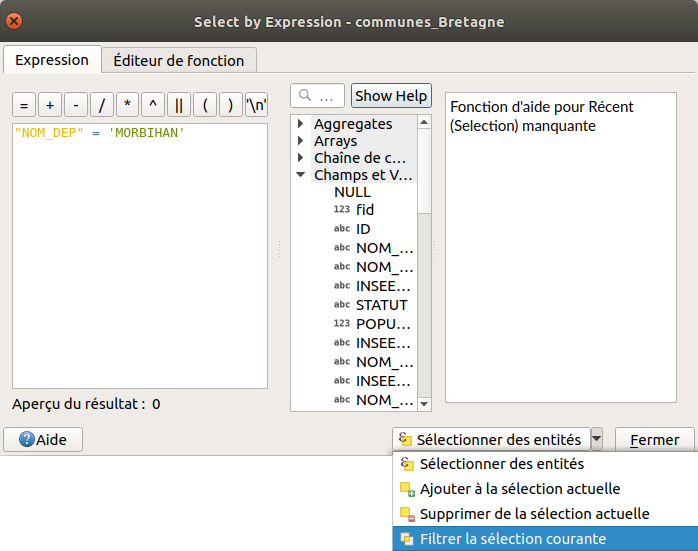 Select by Expression - communes_Bretagne
Expression
Éditeur de fonction
= + - / * ^ || ( ) '\n'
... Show Help
"NOM_DEP" = 'MORBIHAN'
Aggregates
Arrays
Chaîne de c...
Champs et V...
NULL
123 fid
abc ID
abc NOM_...
abc NOM_...
abc INSEE...
abc STATUT
123 POPU...
abc INSEE...
abc NOM_...
abc INSEE...
abc NOM_...
Fonction d'aide pour Récent
(Selection) manquante
Aperçu du résultat : 0
?Aide
ε Sélectionner des entités
Fermer
ε Sélectionner des entités
Ajouter à la sélection actuelle
Supprimer de la sélection actuelle
Filtrer la sélection courante